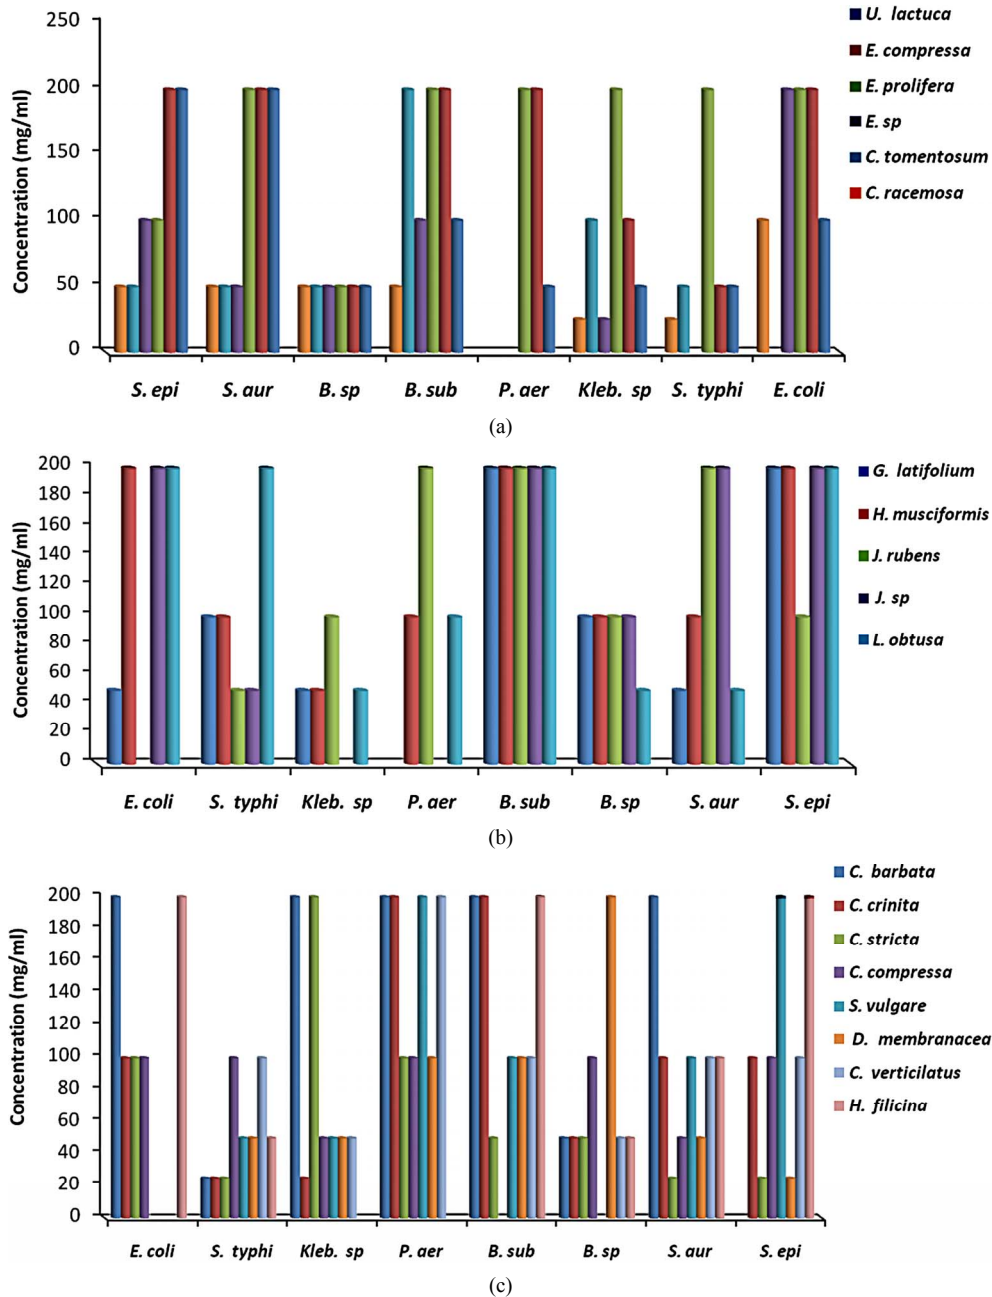 Concentration (mg/ml)
250
200
150
100
50
0
S. epi S. aur B. sp B. sub P. aer Kleb. sp S. typhi E. coli
U. lactuca
E. compressa
E. prolifera
E. sp
C. tomentosum
C. racemosa
(a)
Concentration (mg/ml)
200
180
160
140
120
100
80
60
40
20
0
E. coli S. typhi Kleb. sp P. aer B. sub B. sp S. aur S. epi
G. latifolium
H. musciformis
J. rubens
J. sp
L. obtusa
(b)
Concentration (mg/ml)
200
180
160
140
120
100
80
60
40
20
0
E. coli S. typhi Kleb. sp P. aer B. sub B. sp S. aur S. epi
C. barbata
C. crinita
C. stricta
C. compressa
S. vulgare
D. membranacea
C. verticilatus
H. filicina
(c)